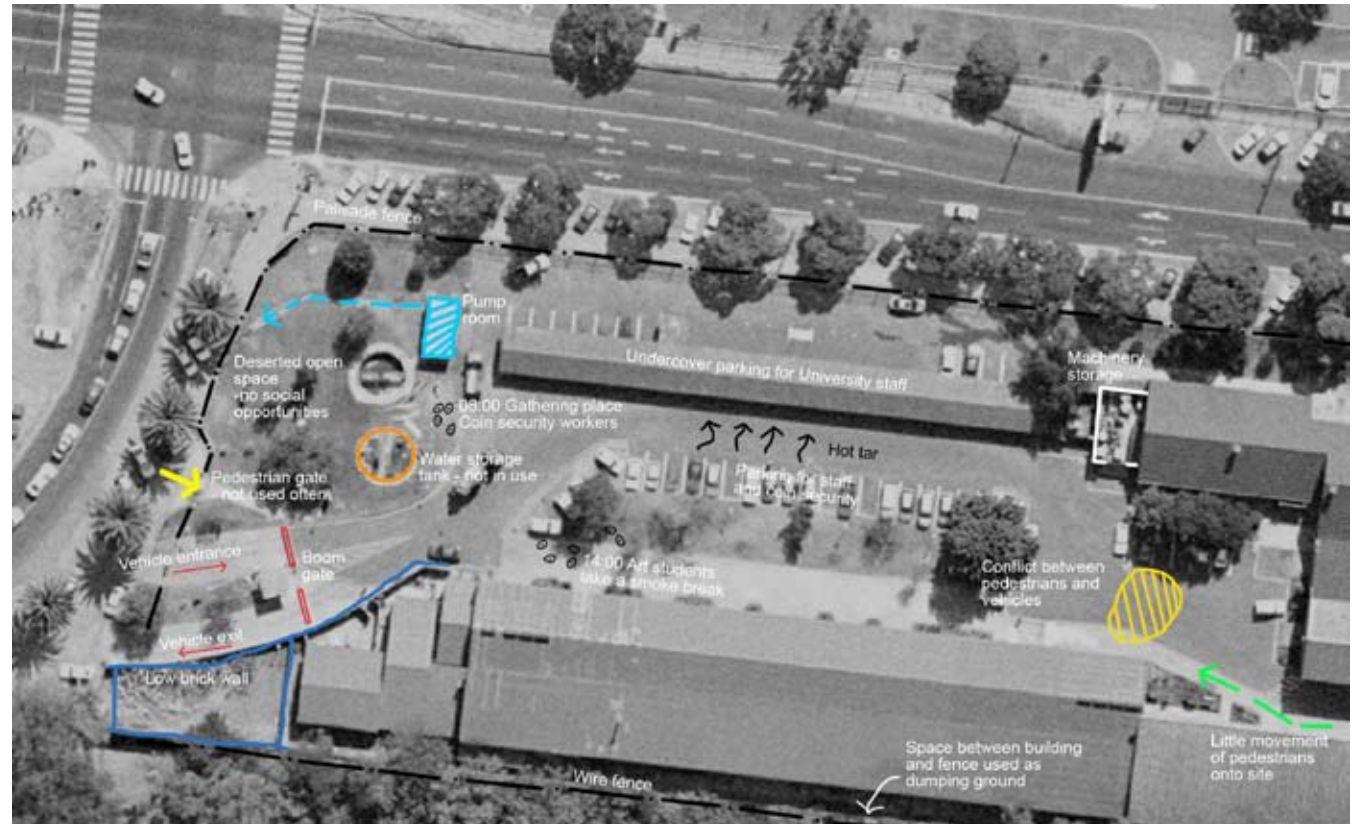 Palisade fence
Pump
room
Deserted open
space
-no social
opportunities
Undercover parking for University staff
Machinery
storage
08:00 Gathering place
Coin security workers
Hot tar
Water storage
tank - not in use
Parking for staff
and coin security
Pedestrian gate
- not used often
Vehicle entrance
Boom
gate
14:00 Art students
take a smoke break
Conflict between
pedestrians and
vehicles
Vehicle exit
Low brick wall
Little movement
of pedestrians
onto site
Space between building
and fence used as
dumping ground
Wire fence